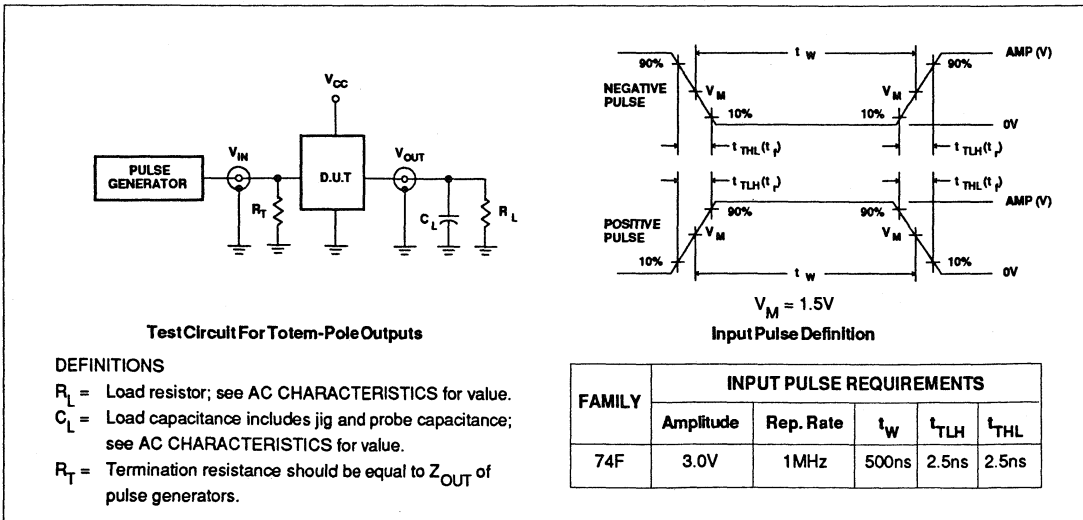 V_CC
V_IN
V_OUT
PULSE
GENERATOR
D.U.T
R_T
C_L
R_L
Test Circuit For Totem-Pole Outputs
t_W
AMP (V)
90%
90%
NEGATIVE
PULSE
V_M
V_M
10%
10%
0V
t_THL(t_f)
t_TLH(t_r)
t_TLH(t_r)
t_THL(t_f)
AMP (V)
90%
90%
POSITIVE
PULSE
V_M
V_M
10%
10%
t_W
0V
V_M = 1.5V
Input Pulse Definition
DEFINITIONS
R_L = Load resistor; see AC CHARACTERISTICS for value.
C_L = Load capacitance includes jig and probe capacitance;
see AC CHARACTERISTICS for value.
R_T = Termination resistance should be equal to Z_OUT of
pulse generators.
FAMILY
INPUT PULSE REQUIREMENTS
Amplitude Rep. Rate t_W t_TLH t_THL
74F 3.0V 1MHz 500ns 2.5ns 2.5ns